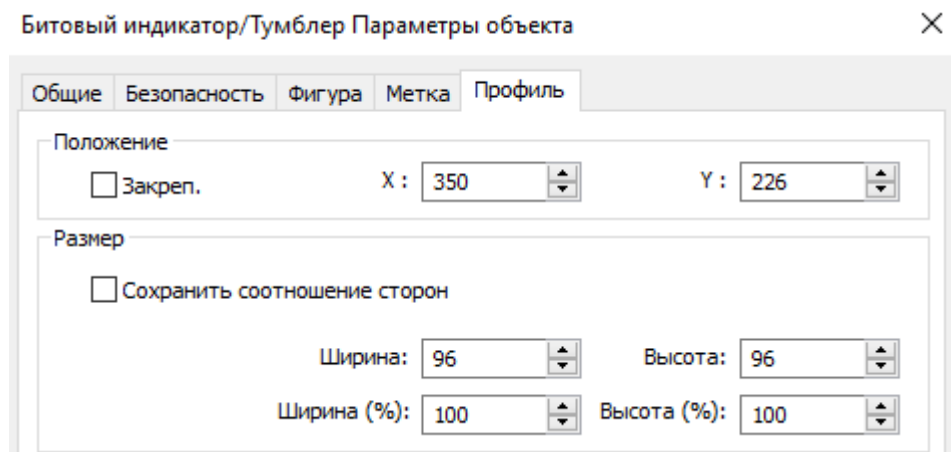 Битовый индикатор/Тумблер Параметры объекта
Общие Безопасность Фигура Метка Профиль
Положение
Закреп. X : 350 Y : 226
Размер
Сохранить соотношение сторон
Ширина: 96 Высота: 96
Ширина (%): 100 Высота (%): 100